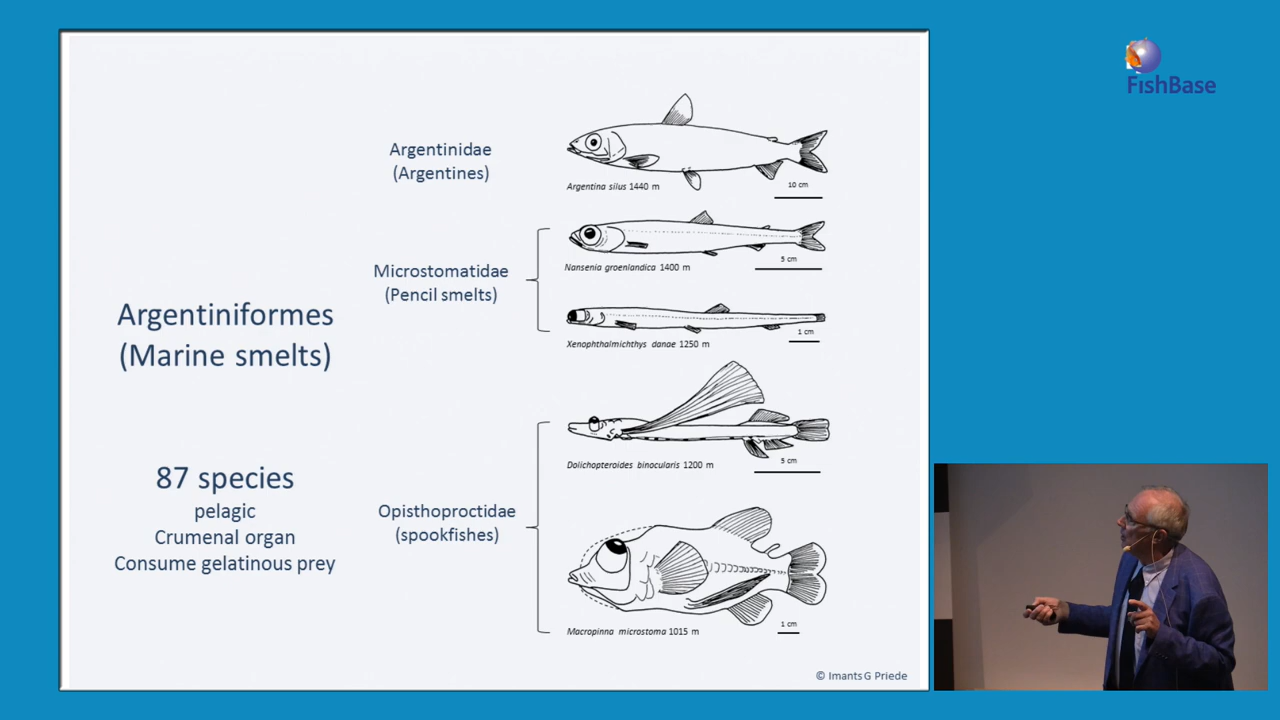 FishBase
Argentinidae
(Argentines)
Argentina silus 1440 m
10 cm
Microstomatidae
(Pencil smelts)
Nansenia groenlandica 1400 m
5 cm
Xenophthalmichthys danae 1250 m
1 cm
Argentiniformes
(Marine smelts)
87 species
pelagic
Crumenal organ
Consume gelatinous prey
Opisthoproctidae
(spookfishes)
Dolichopteroides binocularis 1200 m
5 cm
Macropinna microstoma 1015 m
1 cm
© Imants G Priede